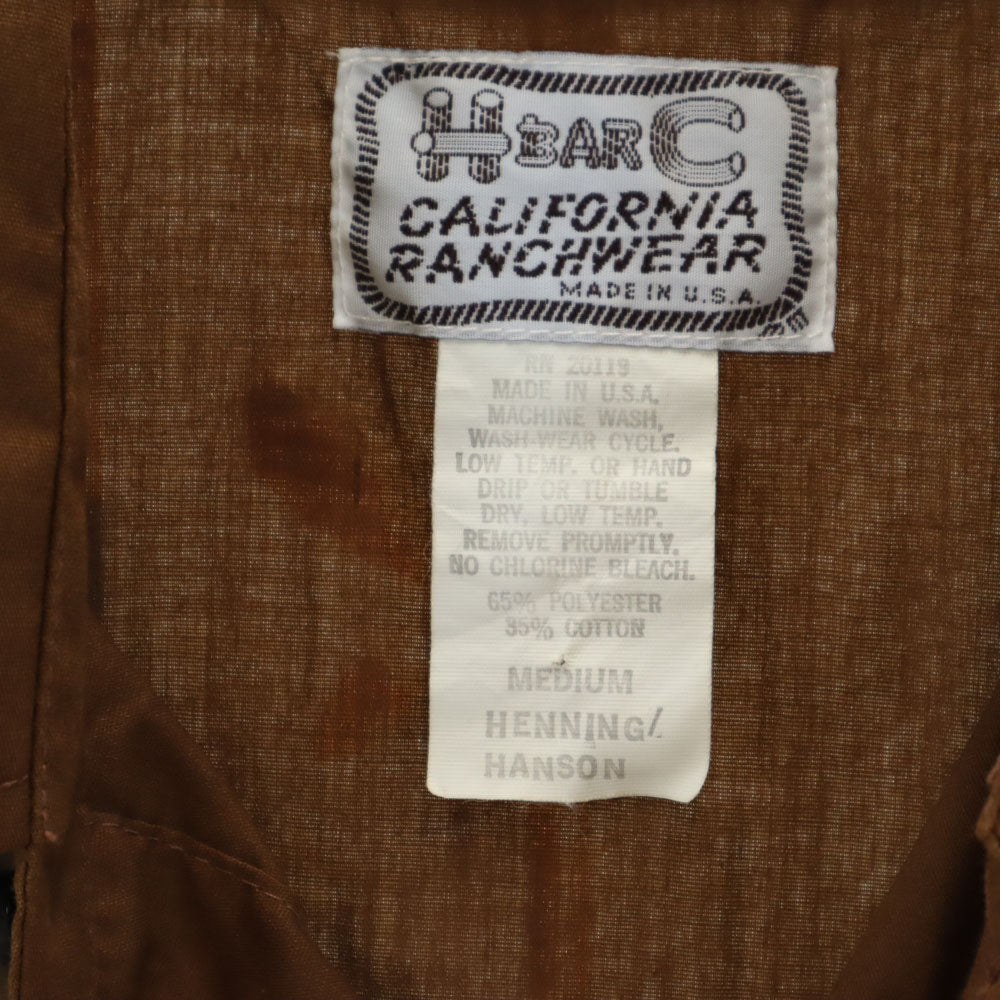 H BAR C
CALIFORNIA
RANCHWEAR
MADE IN U.S.A.
RN 20119
MADE IN U.S.A.
MACHINE WASH,
WASH-WEAR CYCLE.
LOW TEMP. OR HAND
DRIP OR TUMBLE
DRY, LOW TEMP.
REMOVE PROMPTLY.
NO CHLORINE BLEACH.
65% POLYESTER
35% COTTON
MEDIUM
HENNING/
HANSON